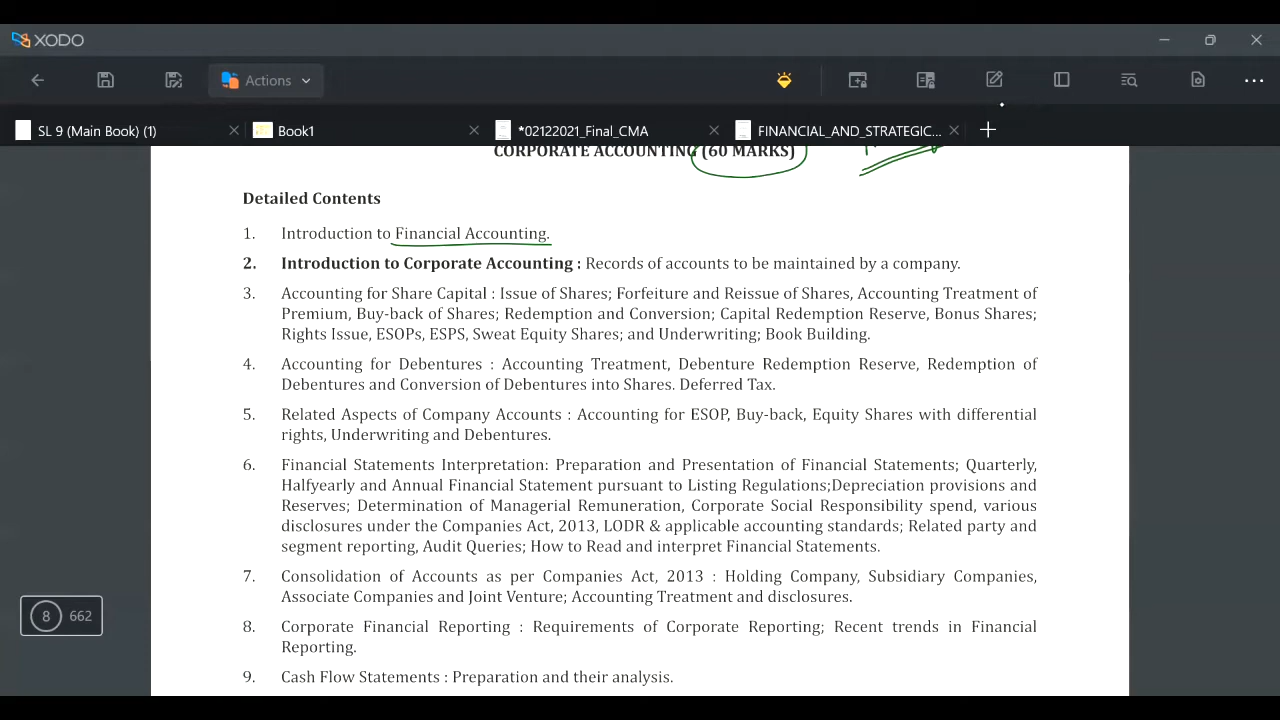 XODO
Actions
SL 9 (Main Book) (1)
Book1
*02122021_Final_CMA
FINANCIAL_AND_STRATEGIC...
CORPORATE ACCOUNTING (60 MARKS)
Detailed Contents
1. Introduction to Financial Accounting.
2. Introduction to Corporate Accounting : Records of accounts to be maintained by a company.
3. Accounting for Share Capital : Issue of Shares; Forfeiture and Reissue of Shares, Accounting Treatment of
Premium, Buy-back of Shares; Redemption and Conversion; Capital Redemption Reserve, Bonus Shares;
Rights Issue, ESOPs, ESPS, Sweat Equity Shares; and Underwriting; Book Building.
4. Accounting for Debentures : Accounting Treatment, Debenture Redemption Reserve, Redemption of
Debentures and Conversion of Debentures into Shares. Deferred Tax.
5. Related Aspects of Company Accounts : Accounting for ESOP, Buy-back, Equity Shares with differential
rights, Underwriting and Debentures.
6. Financial Statements Interpretation: Preparation and Presentation of Financial Statements; Quarterly,
Halfyearly and Annual Financial Statement pursuant to Listing Regulations;Depreciation provisions and
Reserves; Determination of Managerial Remuneration, Corporate Social Responsibility spend, various
disclosures under the Companies Act, 2013, LODR & applicable accounting standards; Related party and
segment reporting, Audit Queries; How to Read and interpret Financial Statements.
7. Consolidation of Accounts as per Companies Act, 2013 : Holding Company, Subsidiary Companies,
Associate Companies and Joint Venture; Accounting Treatment and disclosures.
8. Corporate Financial Reporting : Requirements of Corporate Reporting; Recent trends in Financial
Reporting.
9. Cash Flow Statements : Preparation and their analysis.
8 662